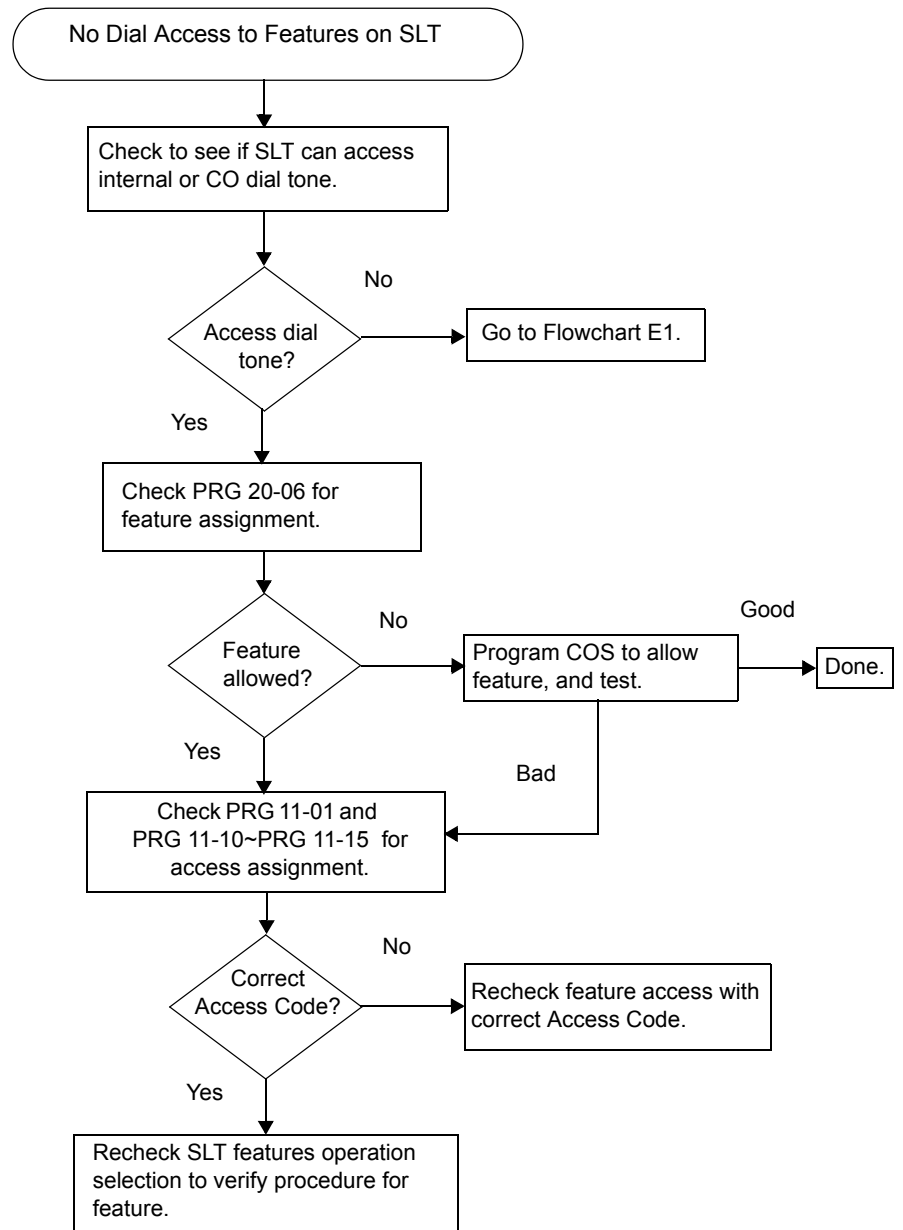 No Dial Access to Features on SLT
Check to see if SLT can access
internal or CO dial tone.
No
Access dial
tone?
Go to Flowchart E1.
Yes
Check PRG 20-06 for
feature assignment.
No
Good
Feature
allowed?
Program COS to allow
feature, and test.
Done.
Yes
Bad
Check PRG 11-01 and
PRG 11-10~PRG 11-15 for
access assignment.
No
Correct
Access Code?
Recheck feature access with
correct Access Code.
Yes
Recheck SLT features operation
selection to verify procedure for
feature.